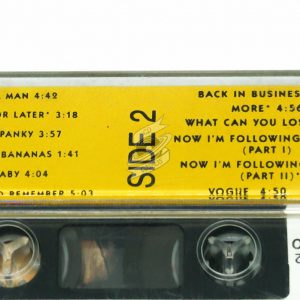 MAN 4:42
OR LATER* 3:18
PANKY 3:57
BANANAS 1:41
ABY 4:04
O REMEMBER 5:03
SIDE 2
BACK IN BUSINES
MORE* 4:56
WHAT CAN YOU LOS
NOW I'M FOLLOWING
(PART I)
NOW I'M FOLLOWING
(PART II)*
VOGUE 4:50